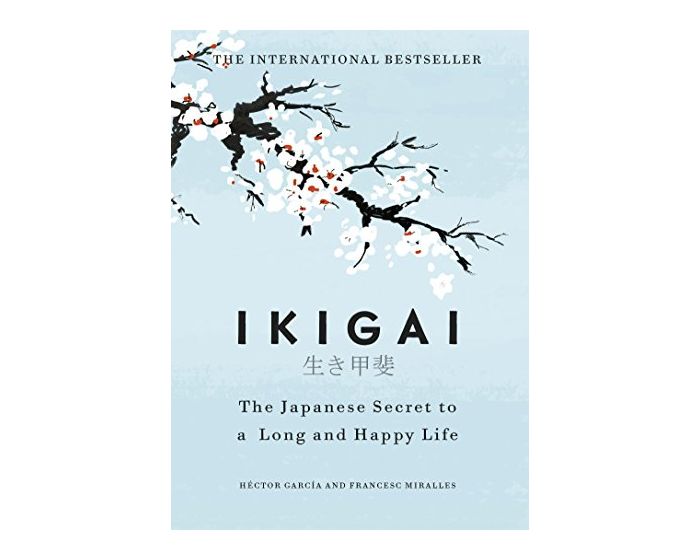 THE INTERNATIONAL BESTSELLER
IKIGAI
生き甲斐
The Japanese Secret to
a Long and Happy Life
HÉCTOR GARCÍA AND FRANCESC MIRALLES